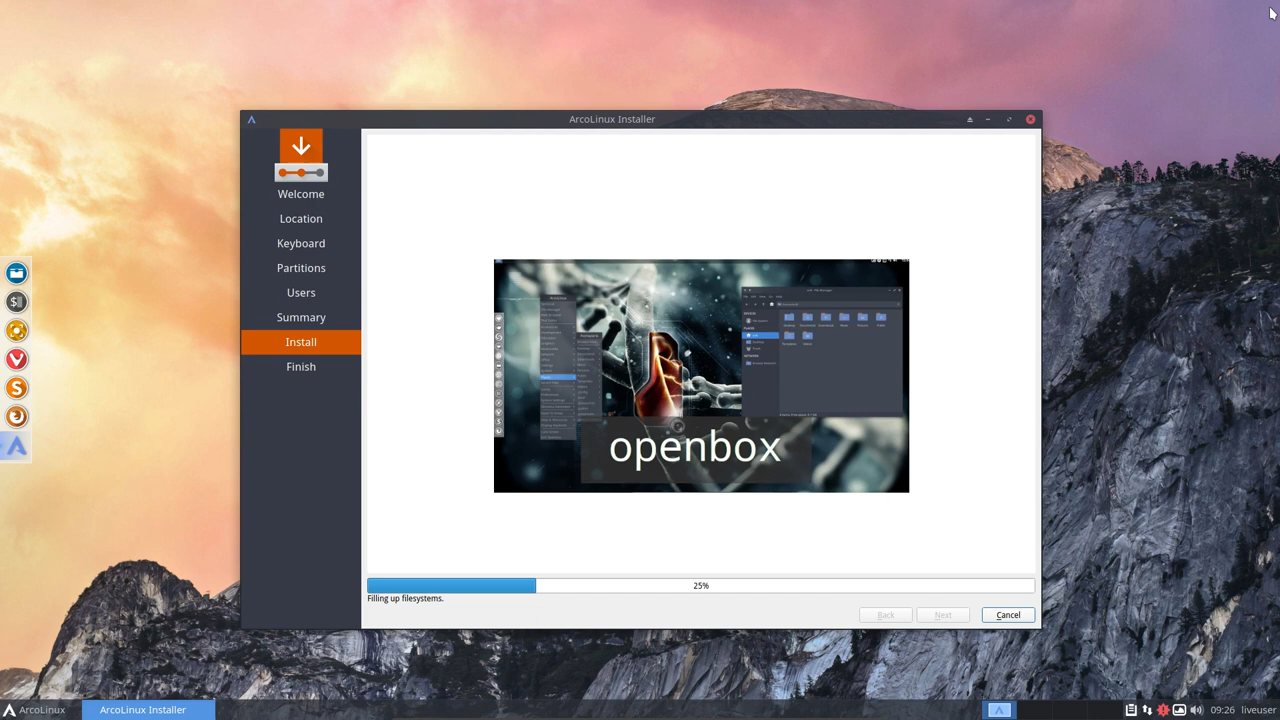 ArcoLinux Installer
Welcome
Location
Keyboard
Partitions
Users
Summary
Install
Finish
openbox
25%
Filling up filesystems.
Back
Next
Cancel
ArcoLinux
ArcoLinux Installer
09:26
liveuser